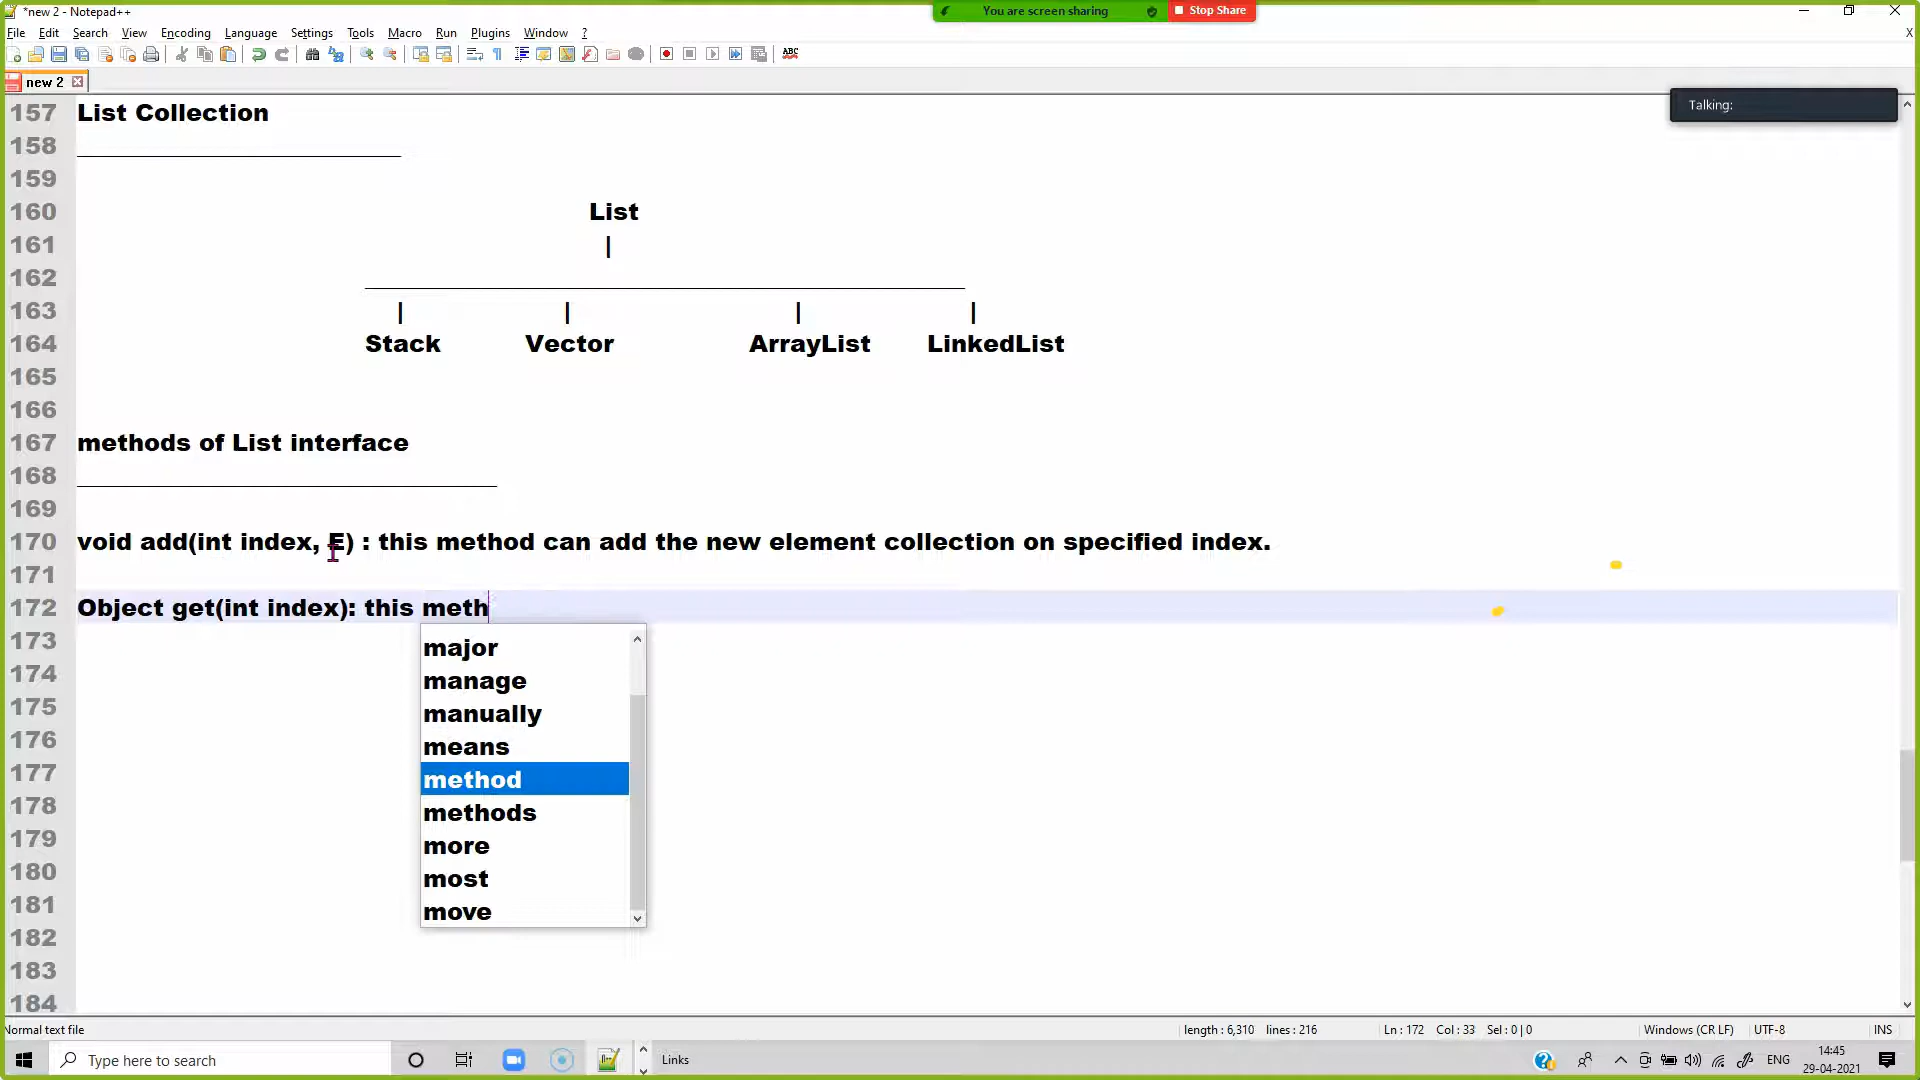 *new 2 - Notepad++
You are screen sharing
Stop Share
File Edit Search View Encoding Language Settings Tools Macro Run Plugins Window ?
X
ABC
new 2
Talking:
157 List Collection
158 ___________________________
159
160 List
161 |
162 __________________________________________________
163 | | | |
164 Stack Vector ArrayList LinkedList
165
166
167 methods of List interface
168 ___________________________________
169
170 void add(int index, E) : this method can add the new element collection on specified index.
171
172 Object get(int index): this meth
173
major
174
manage
175
manually
176
means
177
method
178
methods
179
more
180
most
181
move
182
183
184
Normal text file
length : 6,310 lines : 216
Ln : 172 Col : 33 Sel : 0 | 0
Windows (CR LF)
UTF-8
INS
Type here to search
Links
ENG
14:45
29-04-2021